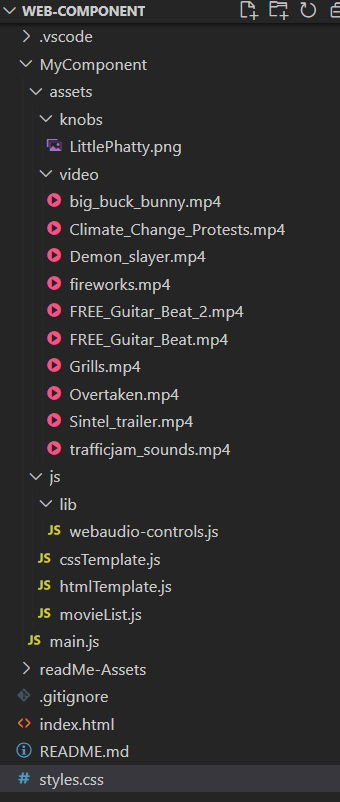 WEB-COMPONENT
.vscode
MyComponent
assets
knobs
LittlePhatty.png
video
big_buck_bunny.mp4
Climate_Change_Protests.mp4
Demon_slayer.mp4
fireworks.mp4
FREE_Guitar_Beat_2.mp4
FREE_Guitar_Beat.mp4
Grills.mp4
Overtaken.mp4
Sintel_trailer.mp4
trafficjam_sounds.mp4
js
lib
JS webaudio-controls.js
JS cssTemplate.js
JS htmlTemplate.js
JS movieList.js
JS main.js
readMe-Assets
.gitignore
<> index.html
README.md
# styles.css